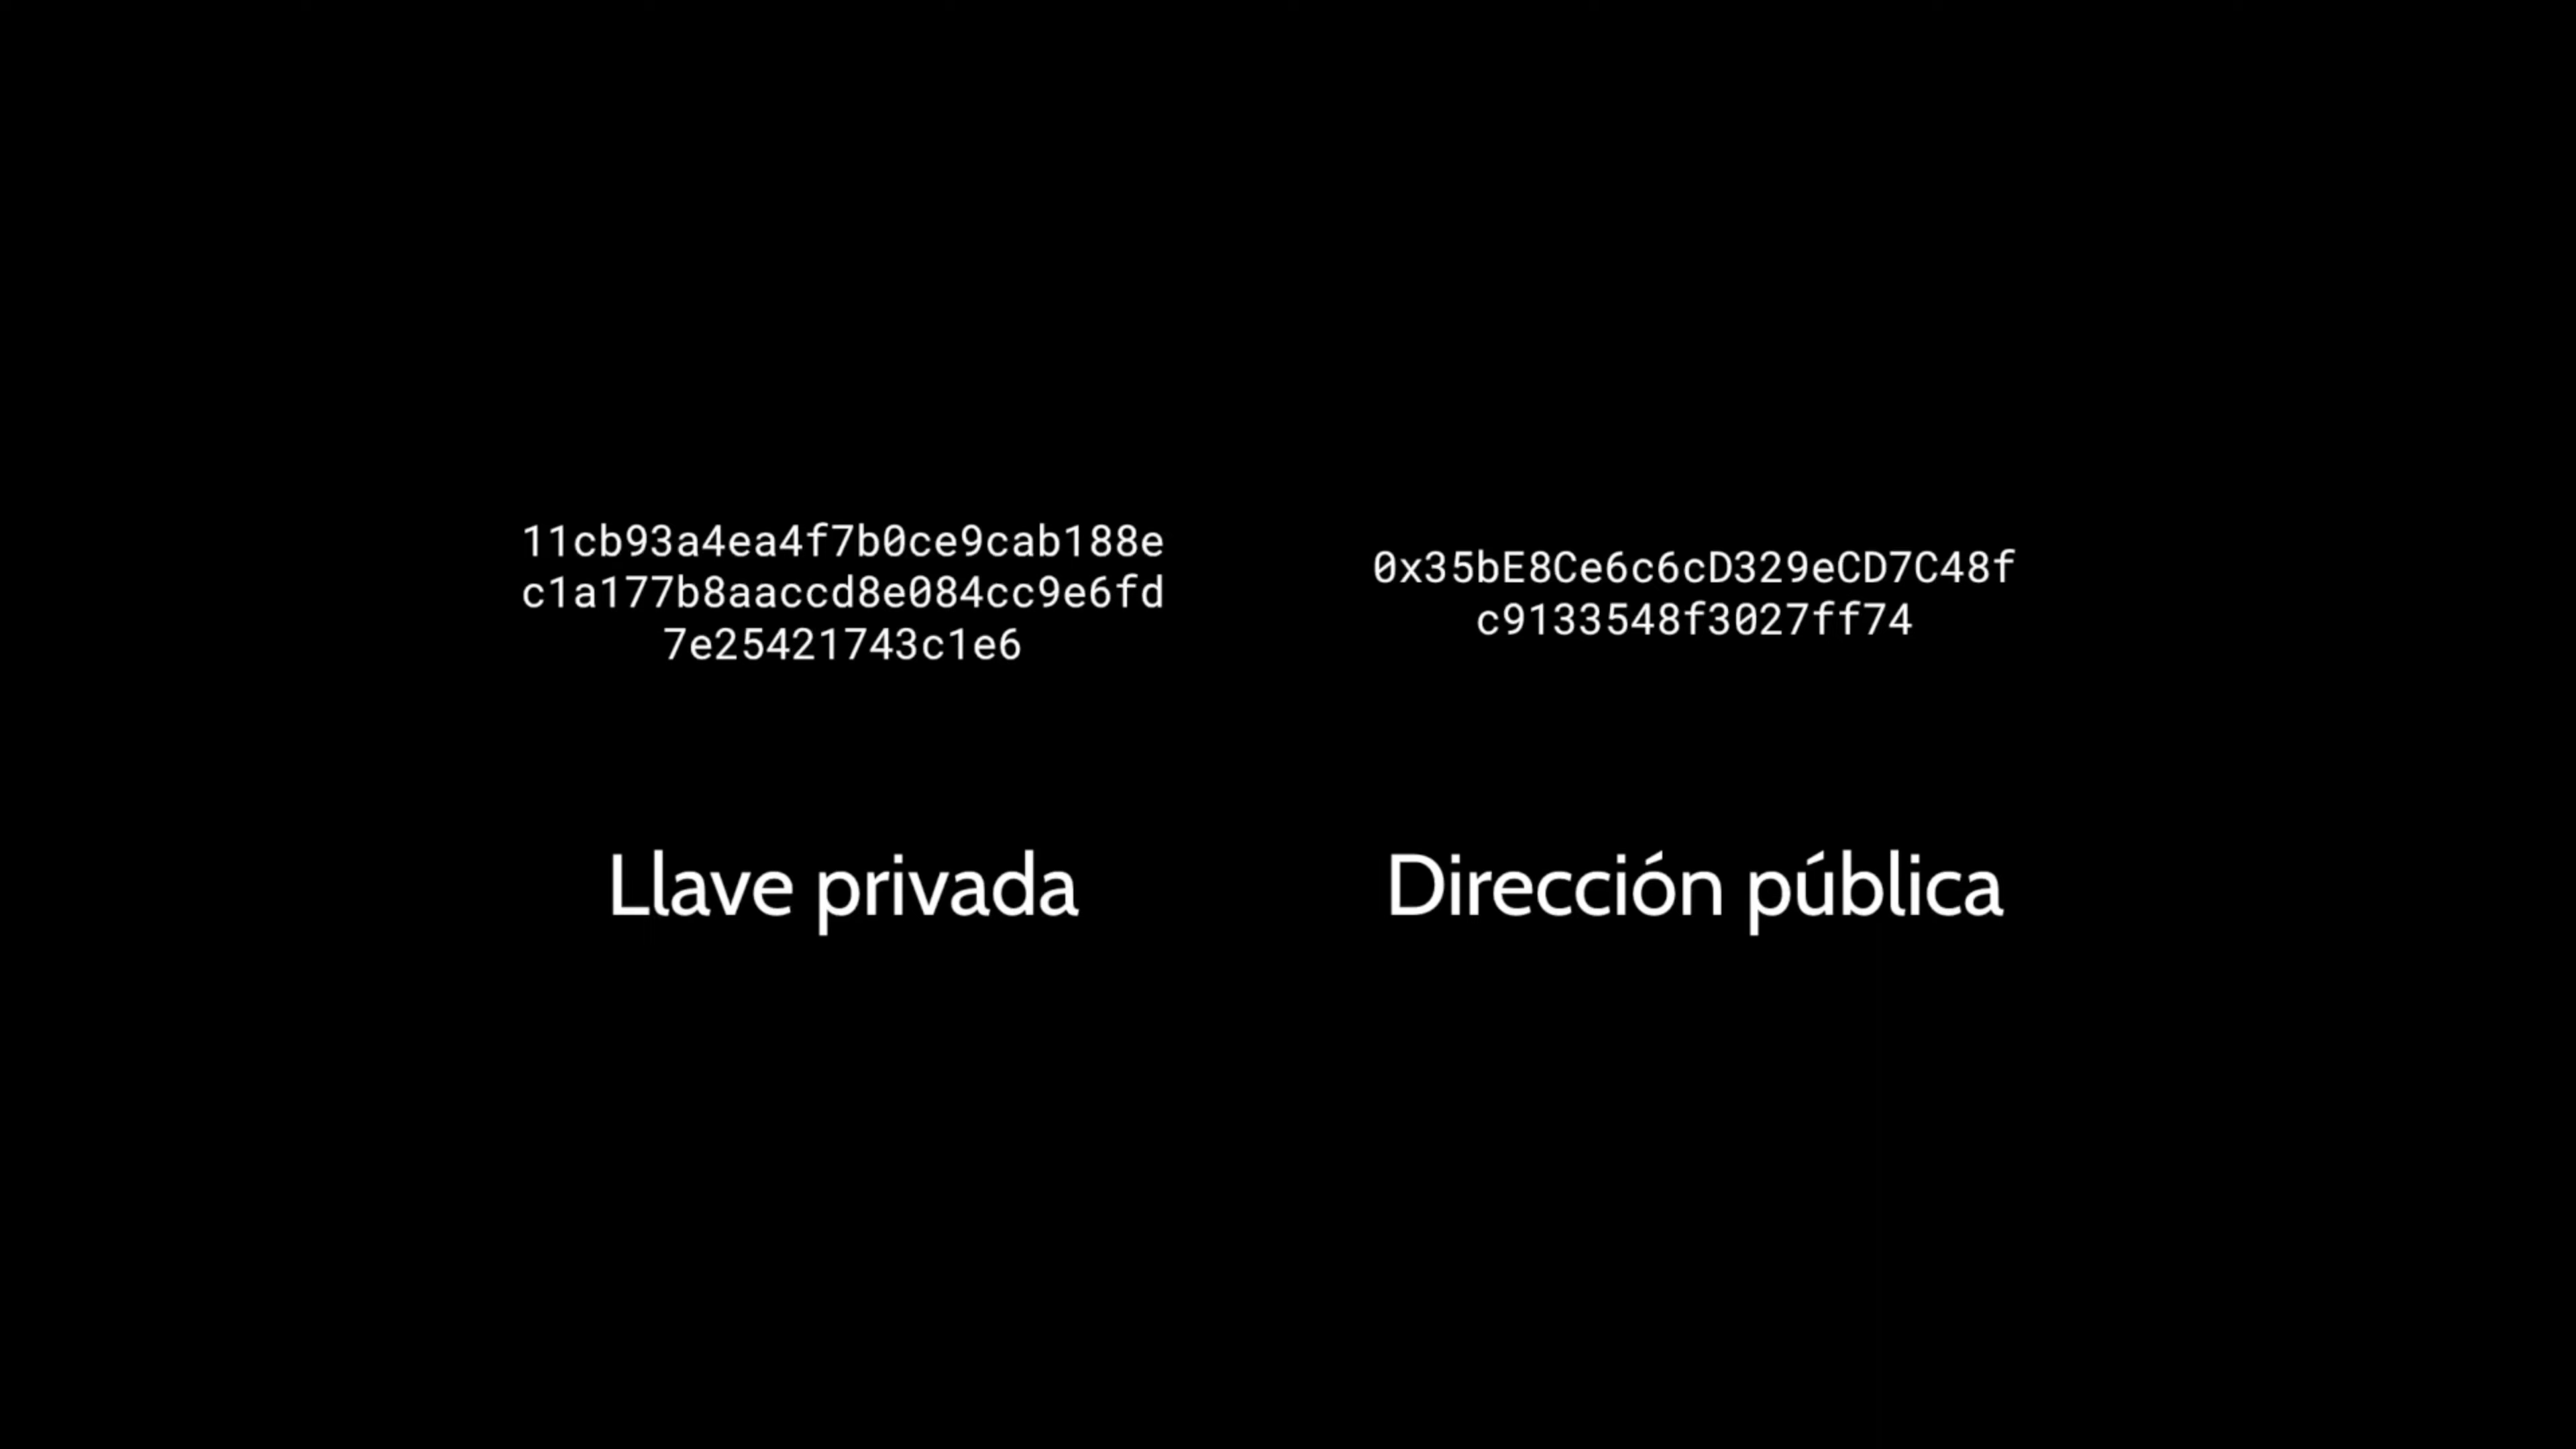 11cb93a4ea4f7b0ce9cab188e
c1a177b8aaccd8e084cc9e6fd
7e25421743c1e6
Llave privada
0x35bE8Ce6c6cD329eCD7C48f
c9133548f3027ff74
Dirección pública